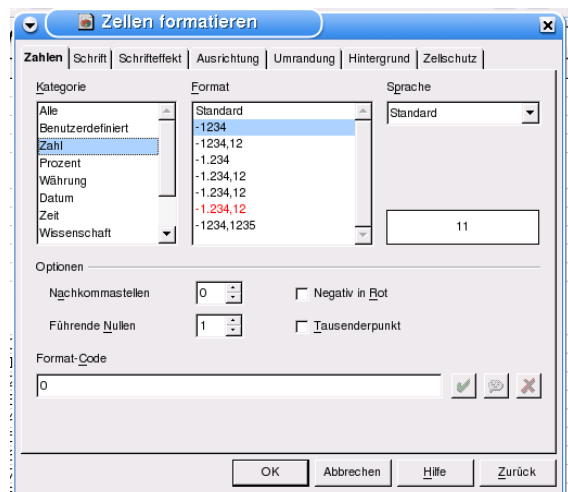 Zellen formatieren
Zahlen Schrift Schrifteffekt Ausrichtung Umrandung Hintergrund Zellschutz
Kategorie Format Sprache
Alle Standard Standard
Benutzerdefiniert -1234
Zahl -1234,12
Prozent -1.234
Währung -1.234,12
Datum -1.234,12
Zeit -1.234,12
Wissenschaft -1234,1235 11
Optionen
Nachkommastellen 0 Negativ in Rot
Führende Nullen 1 Tausenderpunkt
Format-Code
0
OK Abbrechen Hilfe Zurück